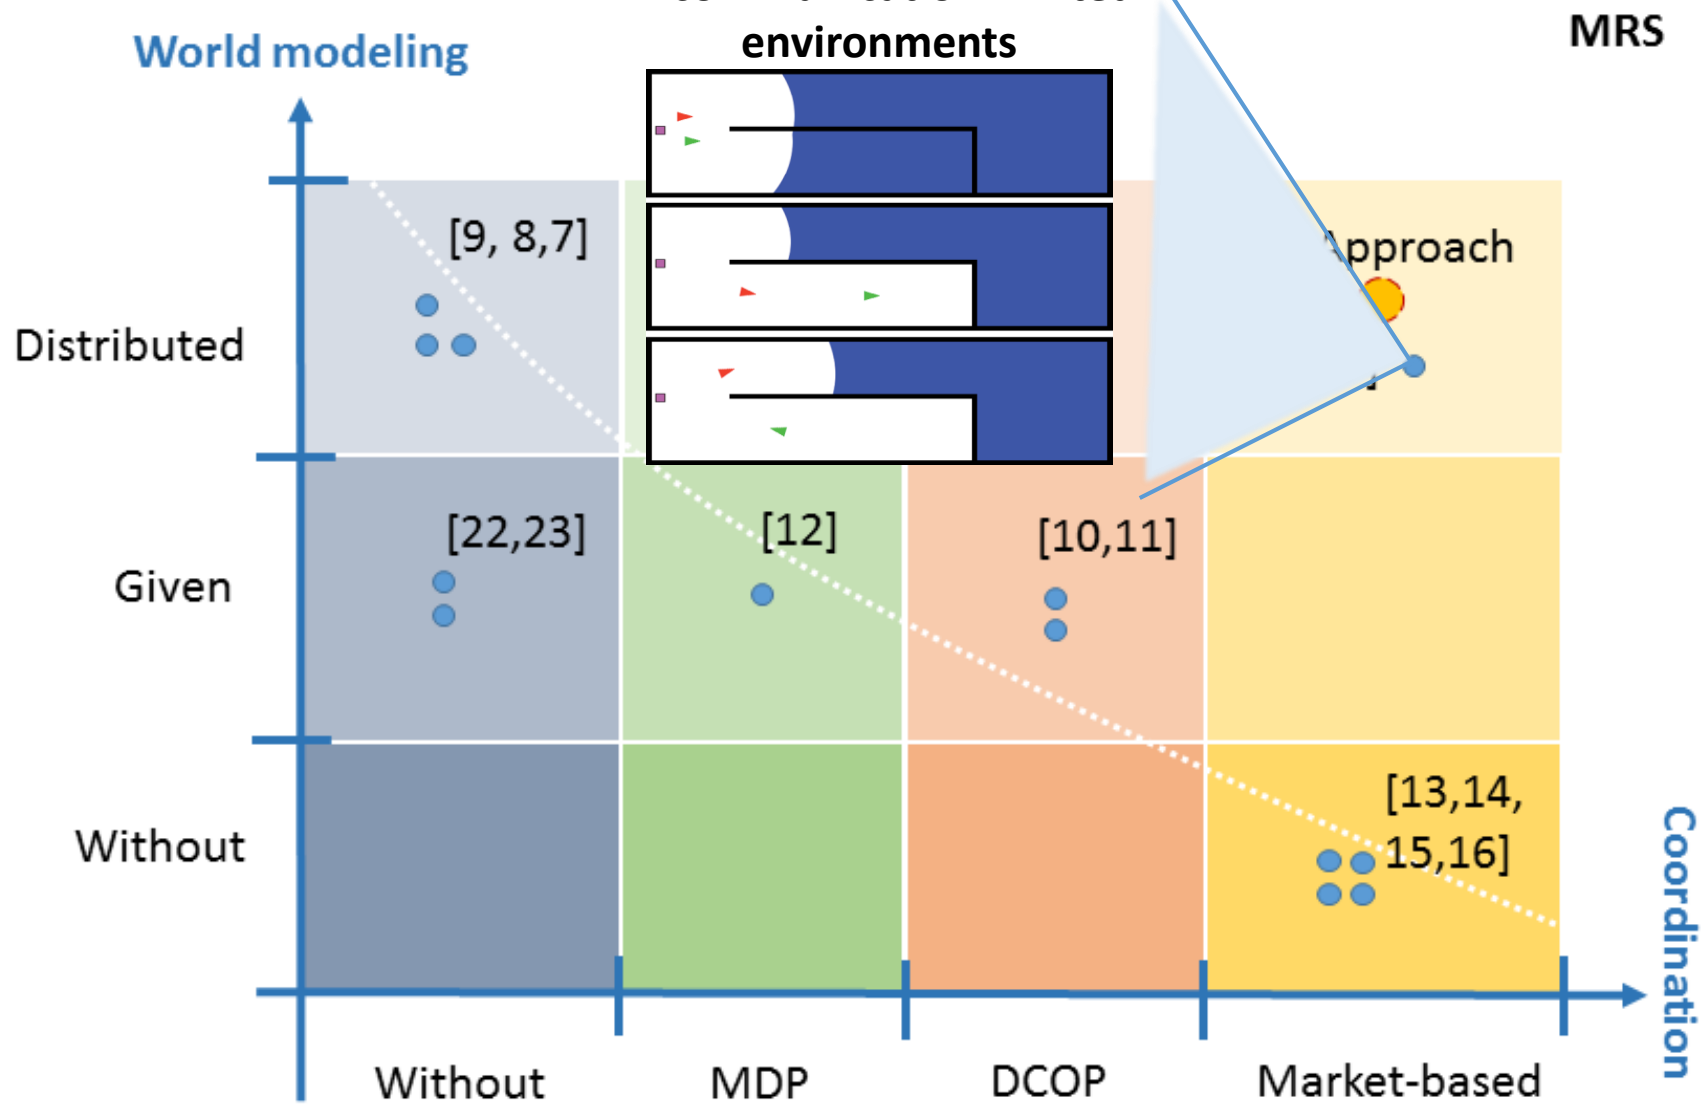 environments
MRS
World modeling
[9, 8,7]
Approach
Distributed
[22,23]
[12]
[10,11]
Given
[13,14,
15,16]
Without
Coordination
Without
MDP
DCOP
Market-based